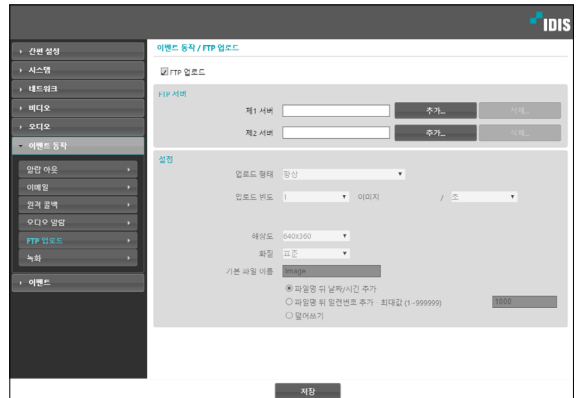 IDIS
간편 설정
시스템
네트워크
비디오
오디오
이벤트 동작
알람 아웃
이메일
원격 콜백
오디오 알람
FTP 업로드
녹화
이벤트
이벤트 동작 / FTP 업로드
FTP 업로드
FTP 서버
제1 서버 추가... 삭제...
제2 서버 추가... 삭제...
설정
업로드 형태 항상
업로드 빈도 1 이미지 / 초
해상도 640x360
화질 표준
기본 파일 이름 image
파일명 뒤 날짜/시간 추가
파일명 뒤 일련번호 추가 - 최대값 (1~999999) 1000
덮어쓰기
저장